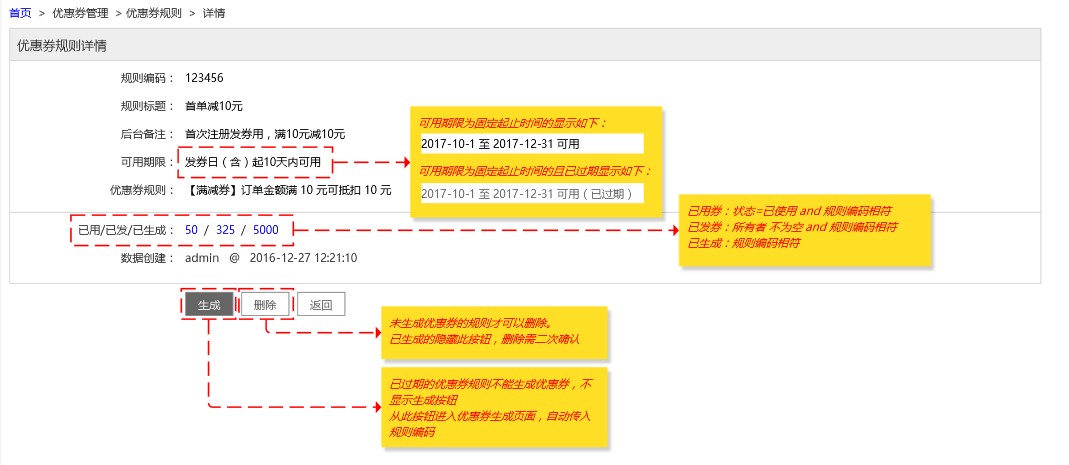 首页 > 优惠券管理 > 优惠券规则 > 详情
优惠券规则详情
规则编码： 123456
规则标题： 首单减10元
后台备注： 首次注册发券用，满10元减10元
可用期限： 发券日（含）起10天内可用
优惠券规则： 【满减券】订单金额满 10 元可抵扣 10 元
可用期限为固定起止时间的显示如下：
2017-10-1 至 2017-12-31 可用
可用期限为固定起止时间的且已过期显示如下：
2017-10-1 至 2017-12-31 可用（已过期）
已用/已发/已生成： 50 / 325 / 5000
数据创建： admin @ 2016-12-27 12:21:10
已用券：状态=已使用 and 规则编码相符
已发券：所有者 不为空 and 规则编码相符
已生成：规则编码相符
生成 删除 返回
未生成优惠券的规则才可以删除。
已生成的隐藏此按钮，删除需二次确认
已过期的优惠券规则不能生成优惠券，不
显示生成按钮
从此按钮进入优惠券生成页面，自动传入
规则编码